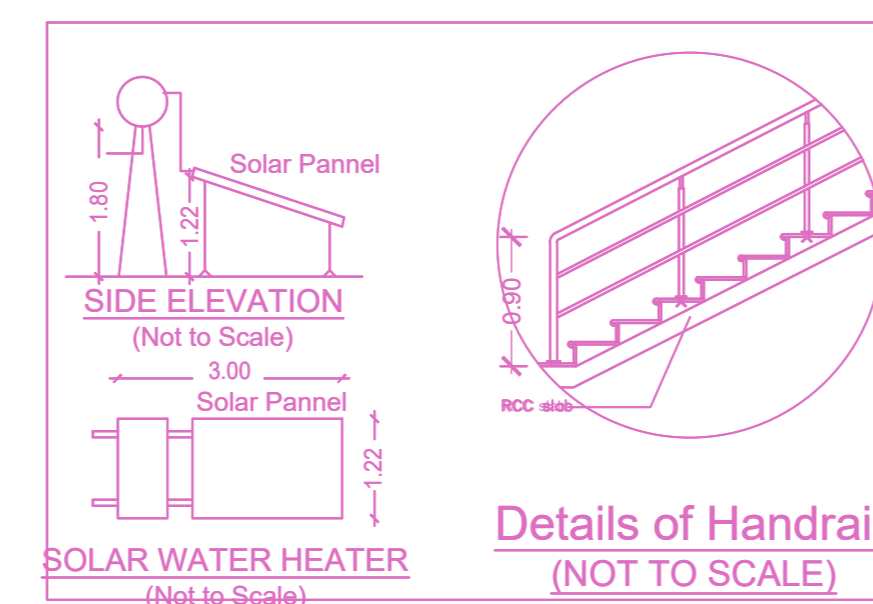 Solar Pannel
1.80
1.22
SIDE ELEVATION
(Not to Scale)
3.00
Solar Pannel
1.22
SOLAR WATER HEATER
(Not to Scale)
0.90
RCC slab
Details of Handrai
(NOT TO SCALE)